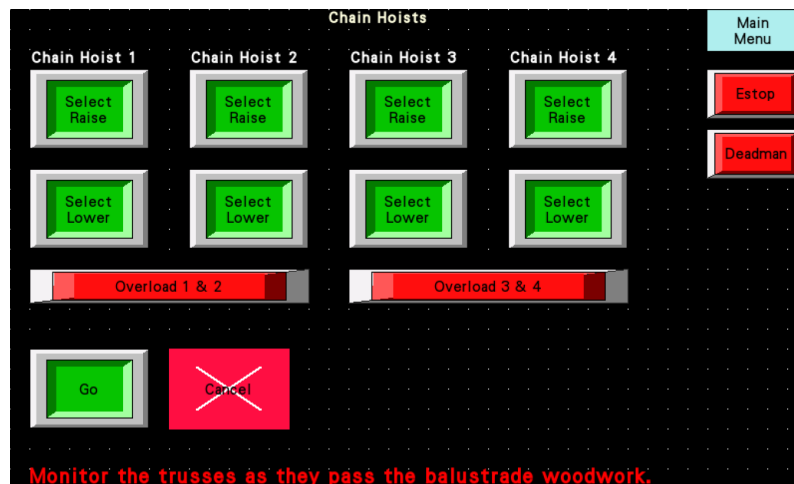 Chain Hoists
Main
Menu
Chain Hoist 1
Chain Hoist 2
Chain Hoist 3
Chain Hoist 4
Select
Raise
Select
Raise
Select
Raise
Select
Raise
Estop
Deadman
Select
Lower
Select
Lower
Select
Lower
Select
Lower
Overload 1 & 2
Overload 3 & 4
Go
Cancel
Monitor the trusses as they pass the balustrade woodwork.